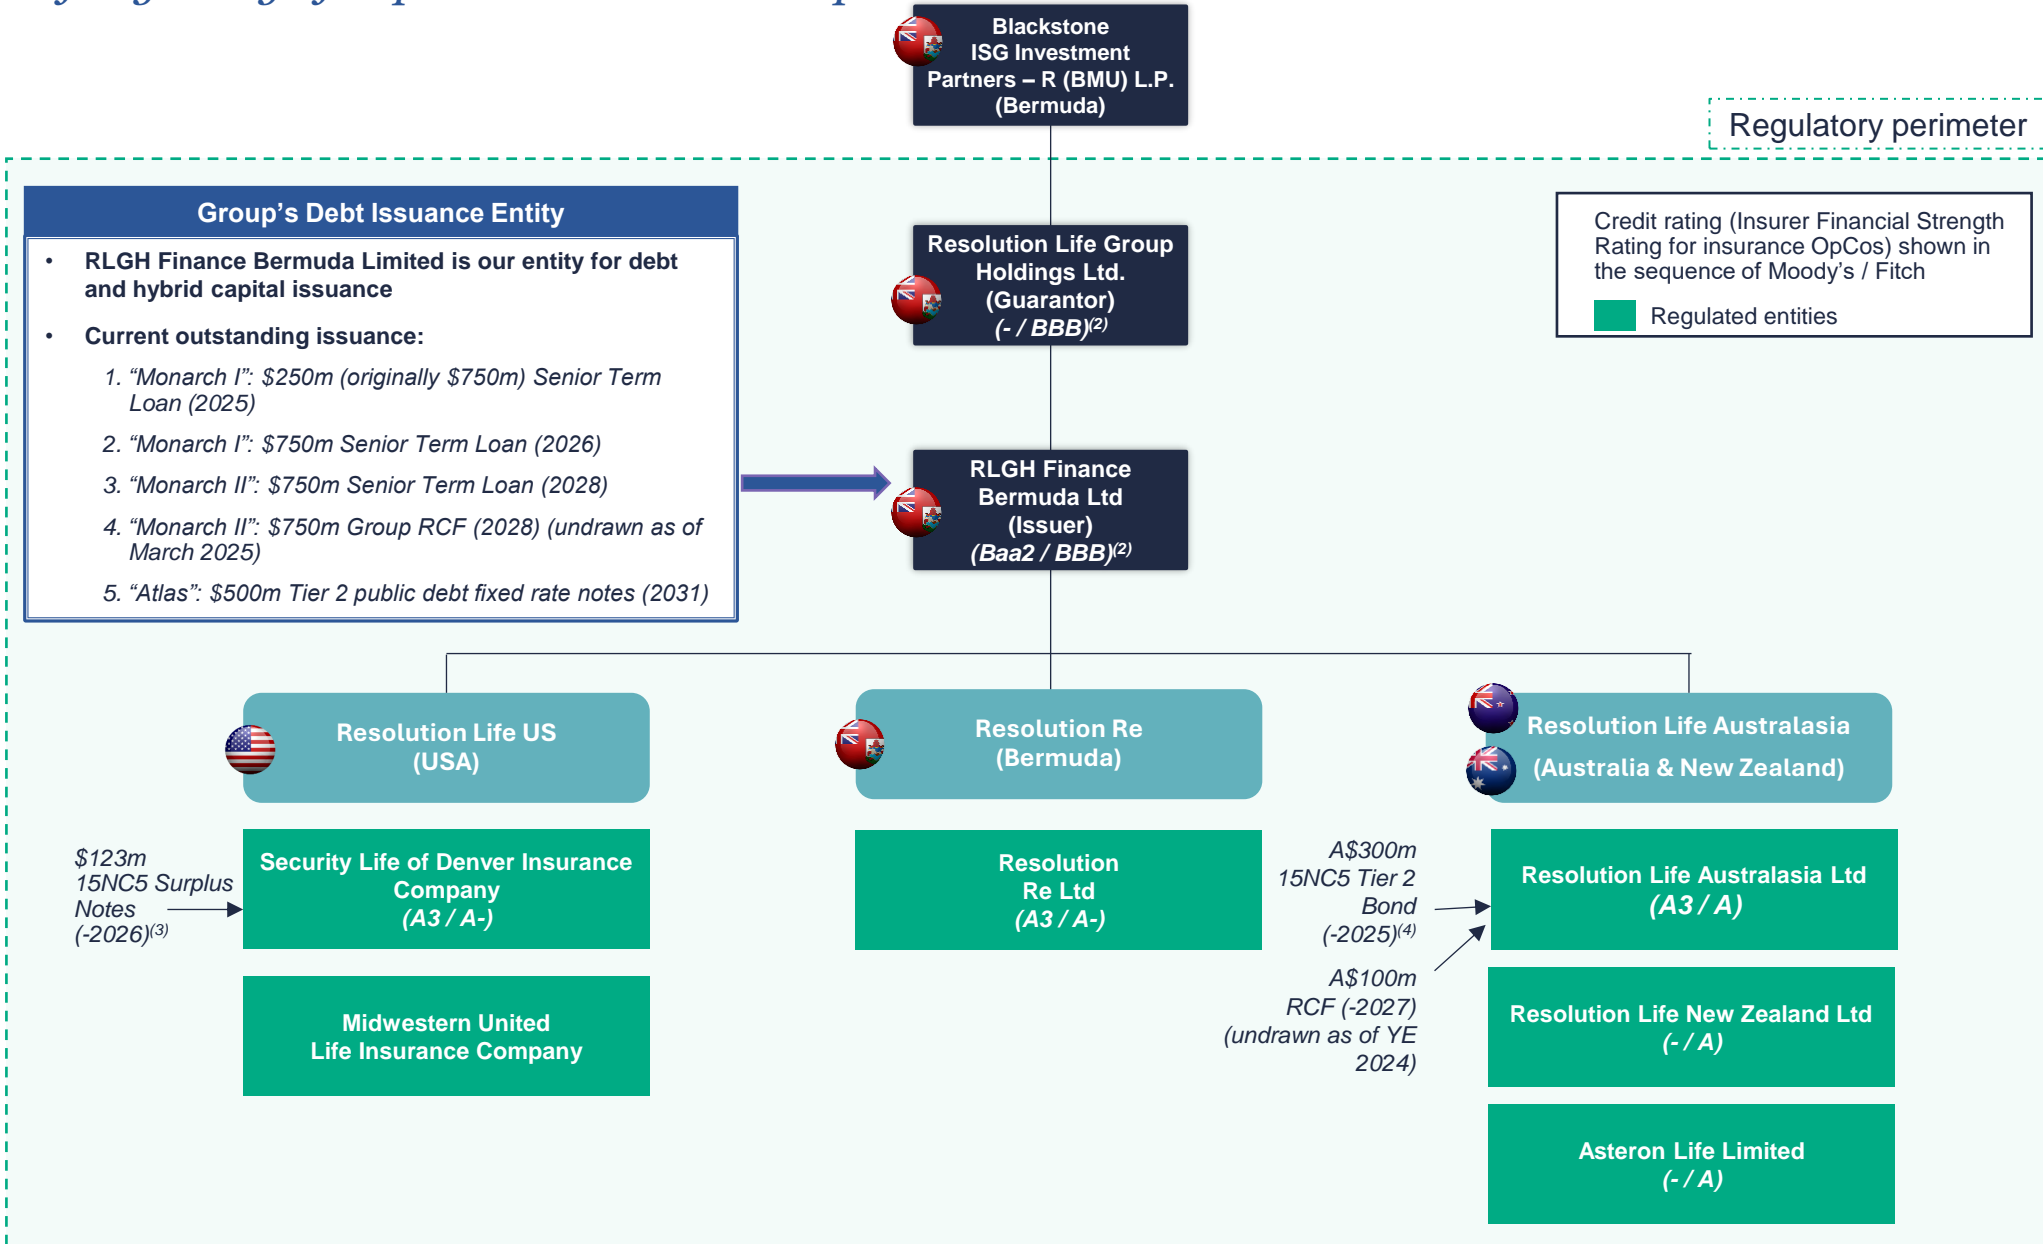 Blackstone
ISG Investment
Partners – R (BMU) L.P.
(Bermuda)
Regulatory perimeter
Group’s Debt Issuance Entity
• RLGH Finance Bermuda Limited is our entity for debt
and hybrid capital issuance
• Current outstanding issuance:
1. “Monarch I”: $250m (originally $750m) Senior Term
Loan (2025)
2. “Monarch I”: $750m Senior Term Loan (2026)
3. “Monarch II”: $750m Senior Term Loan (2028)
4. “Monarch II”: $750m Group RCF (2028) (undrawn as of
March 2025)
5. “Atlas”: $500m Tier 2 public debt fixed rate notes (2031)
Resolution Life Group
Holdings Ltd.
(Guarantor)
(- / BBB)(2)
Credit rating (Insurer Financial Strength
Rating for insurance OpCos) shown in
the sequence of Moody’s / Fitch
Regulated entities
RLGH Finance
Bermuda Ltd
(Issuer)
(Baa2 / BBB)(2)
Resolution Life US
(USA)
Resolution Re
(Bermuda)
Resolution Life Australasia
(Australia & New Zealand)
$123m
15NC5 Surplus
Notes
(-2026)(3)
Security Life of Denver Insurance
Company
(A3 / A-)
Midwestern United
Life Insurance Company
Resolution
Re Ltd
(A3 / A-)
A$300m
15NC5 Tier 2
Bond
(-2025)(4)
A$100m
RCF (-2027)
(undrawn as of YE
2024)
Resolution Life Australasia Ltd
(A3 / A)
Resolution Life New Zealand Ltd
(- / A)
Asteron Life Limited
(- / A)